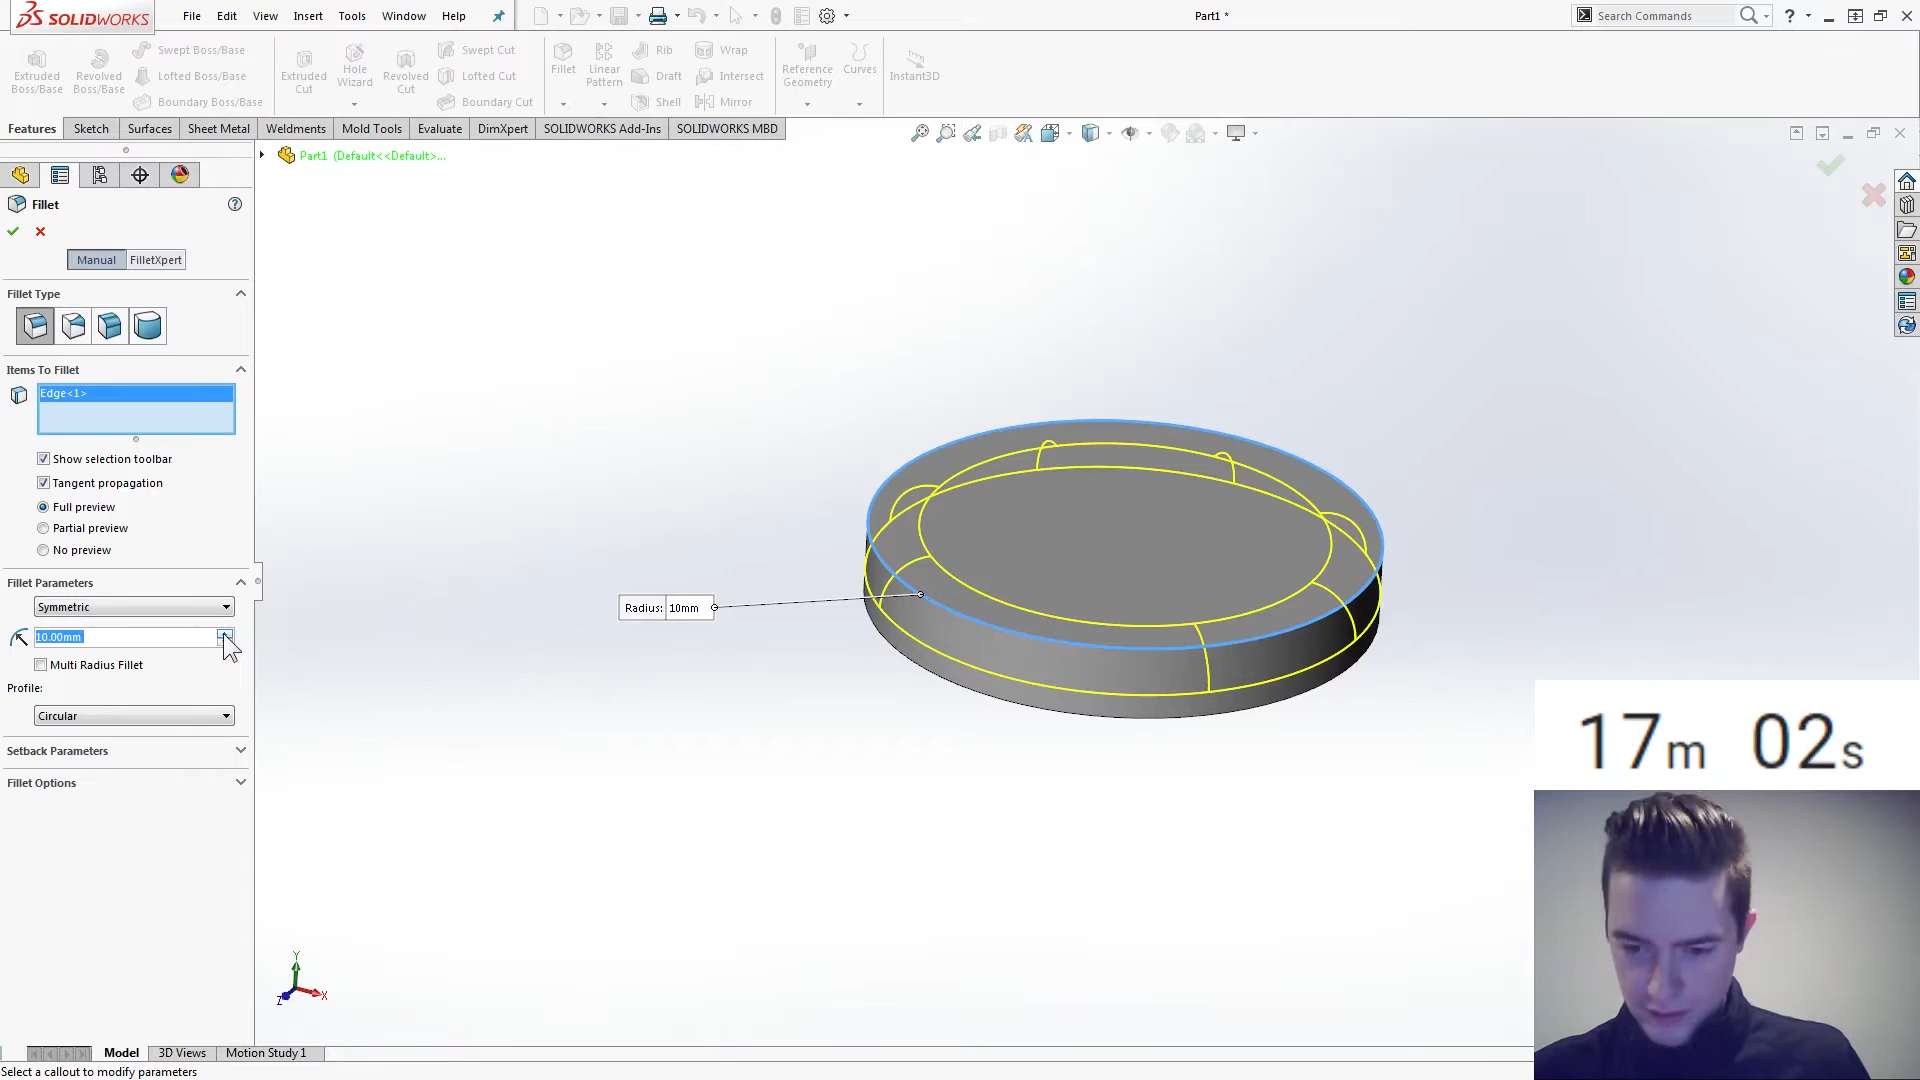 SOLIDWORKS
File Edit View Insert Tools Window Help
Part1 *
Search Commands
Extruded Boss/Base
Revolved Boss/Base
Swept Boss/Base
Lofted Boss/Base
Boundary Boss/Base
Extruded Cut
Hole Wizard
Revolved Cut
Swept Cut
Lofted Cut
Boundary Cut
Fillet
Linear Pattern
Rib
Draft
Shell
Wrap
Intersect
Mirror
Reference Geometry
Curves
Instant3D
Features Sketch Surfaces Sheet Metal Weldments Mold Tools Evaluate DimXpert SOLIDWORKS Add-Ins SOLIDWORKS MBD
Part1 (Default<<Default>...
Fillet
Manual FilletXpert
Fillet Type
Items To Fillet
Edge<1>
Show selection toolbar
Tangent propagation
Full preview
Partial preview
No preview
Fillet Parameters
Symmetric
10.00mm
Multi Radius Fillet
Profile:
Circular
Setback Parameters
Fillet Options
Radius: 10mm
17m 02s
Y
X
Z
Model 3D Views Motion Study 1
Select a callout to modify parameters